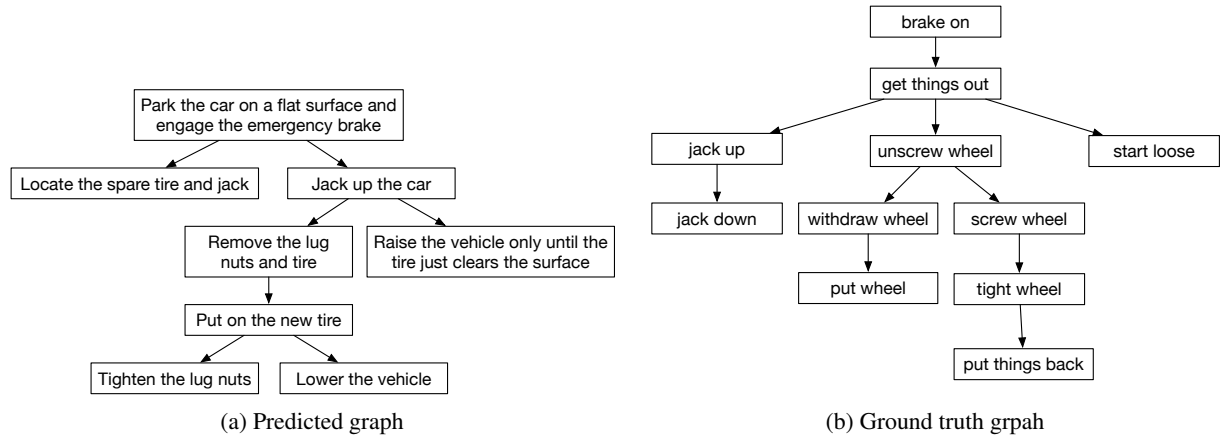 Park the car on a flat surface and
engage the emergency brake
Locate the spare tire and jack
Jack up the car
Remove the lug
nuts and tire
Raise the vehicle only until the
tire just clears the surface
Put on the new tire
Tighten the lug nuts
Lower the vehicle
(a) Predicted graph
brake on
get things out
jack up
unscrew wheel
start loose
jack down
withdraw wheel
screw wheel
put wheel
tight wheel
put things back
(b) Ground truth grpah